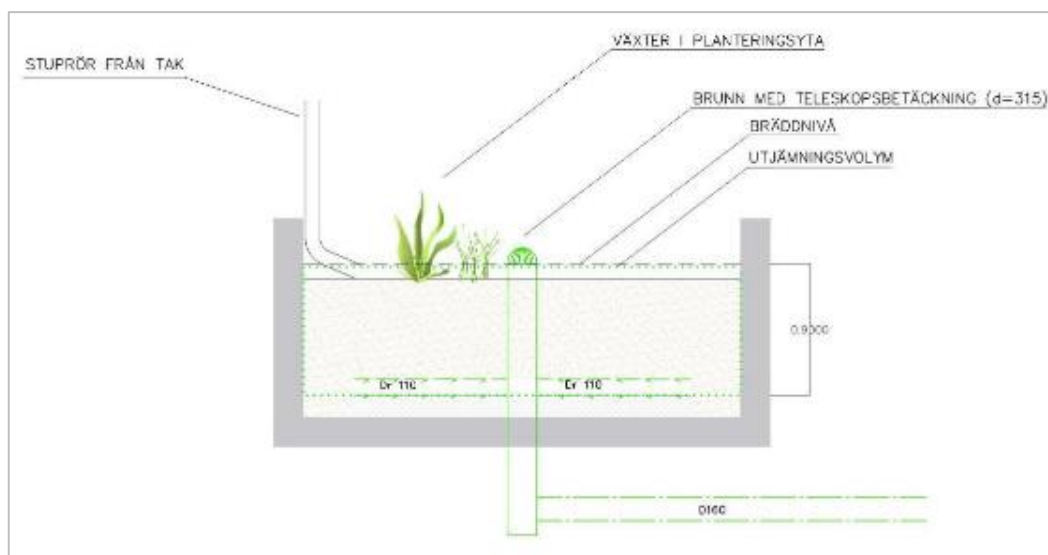 VÄXTER I PLANTERINGSYTA
STUPRÖR FRÅN TAK
BRUNN MED TELESKOPSBETÄCKNING (d=315)
BRÄDDNIVÅ
UTJÄMNINGSVOLYM
0.9000
Dr 110
Dr 110
D160